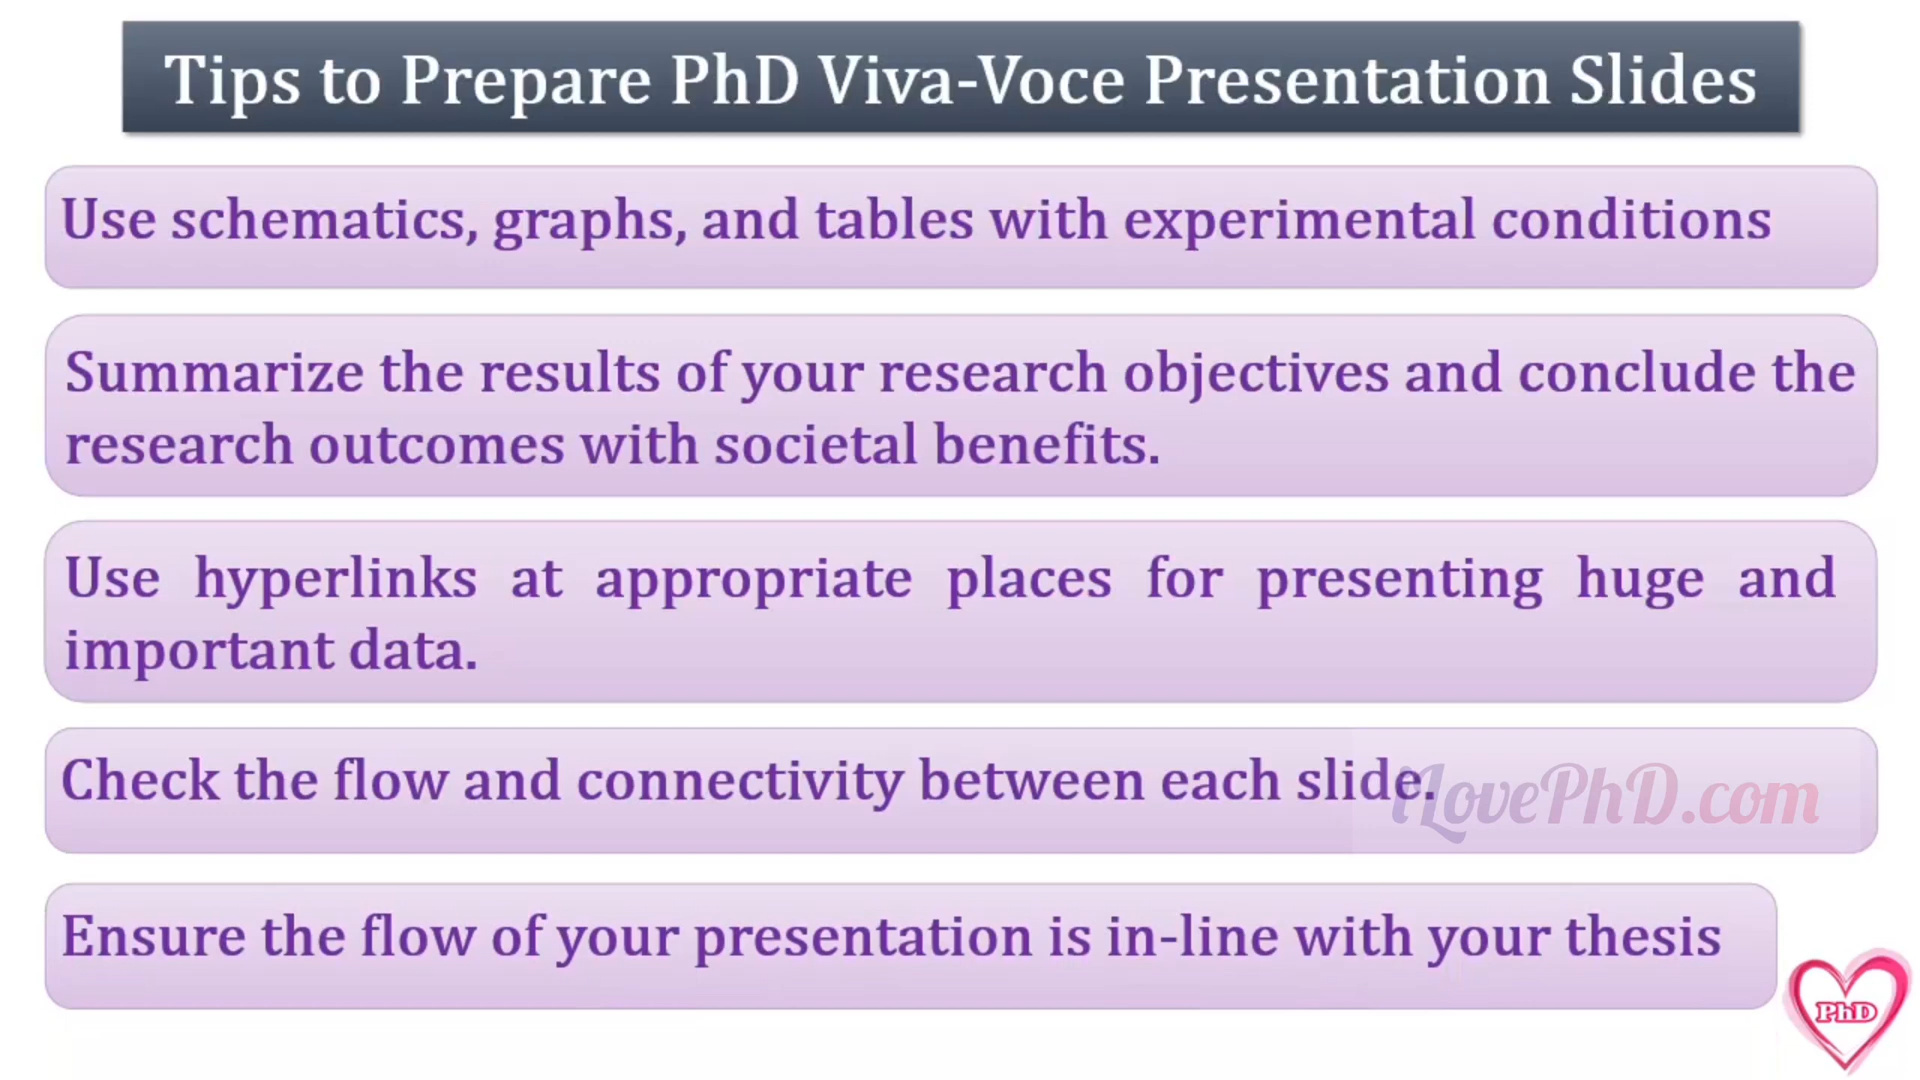 Tips to Prepare PhD Viva-Voce Presentation Slides
Use schematics, graphs, and tables with experimental conditions
Summarize the results of your research objectives and conclude the
research outcomes with societal benefits.
Use hyperlinks at appropriate places for presenting huge and
important data.
Check the flow and connectivity between each slide.
iLovePhD.com
Ensure the flow of your presentation is in-line with your thesis
PhD